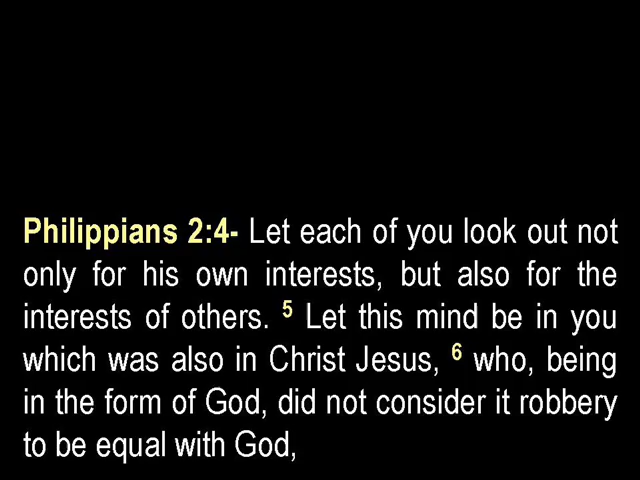 Philippians 2:4- Let each of you look out not
only for his own interests, but also for the
interests of others. 5 Let this mind be in you
which was also in Christ Jesus, 6 who, being
in the form of God, did not consider it robbery
to be equal with God,